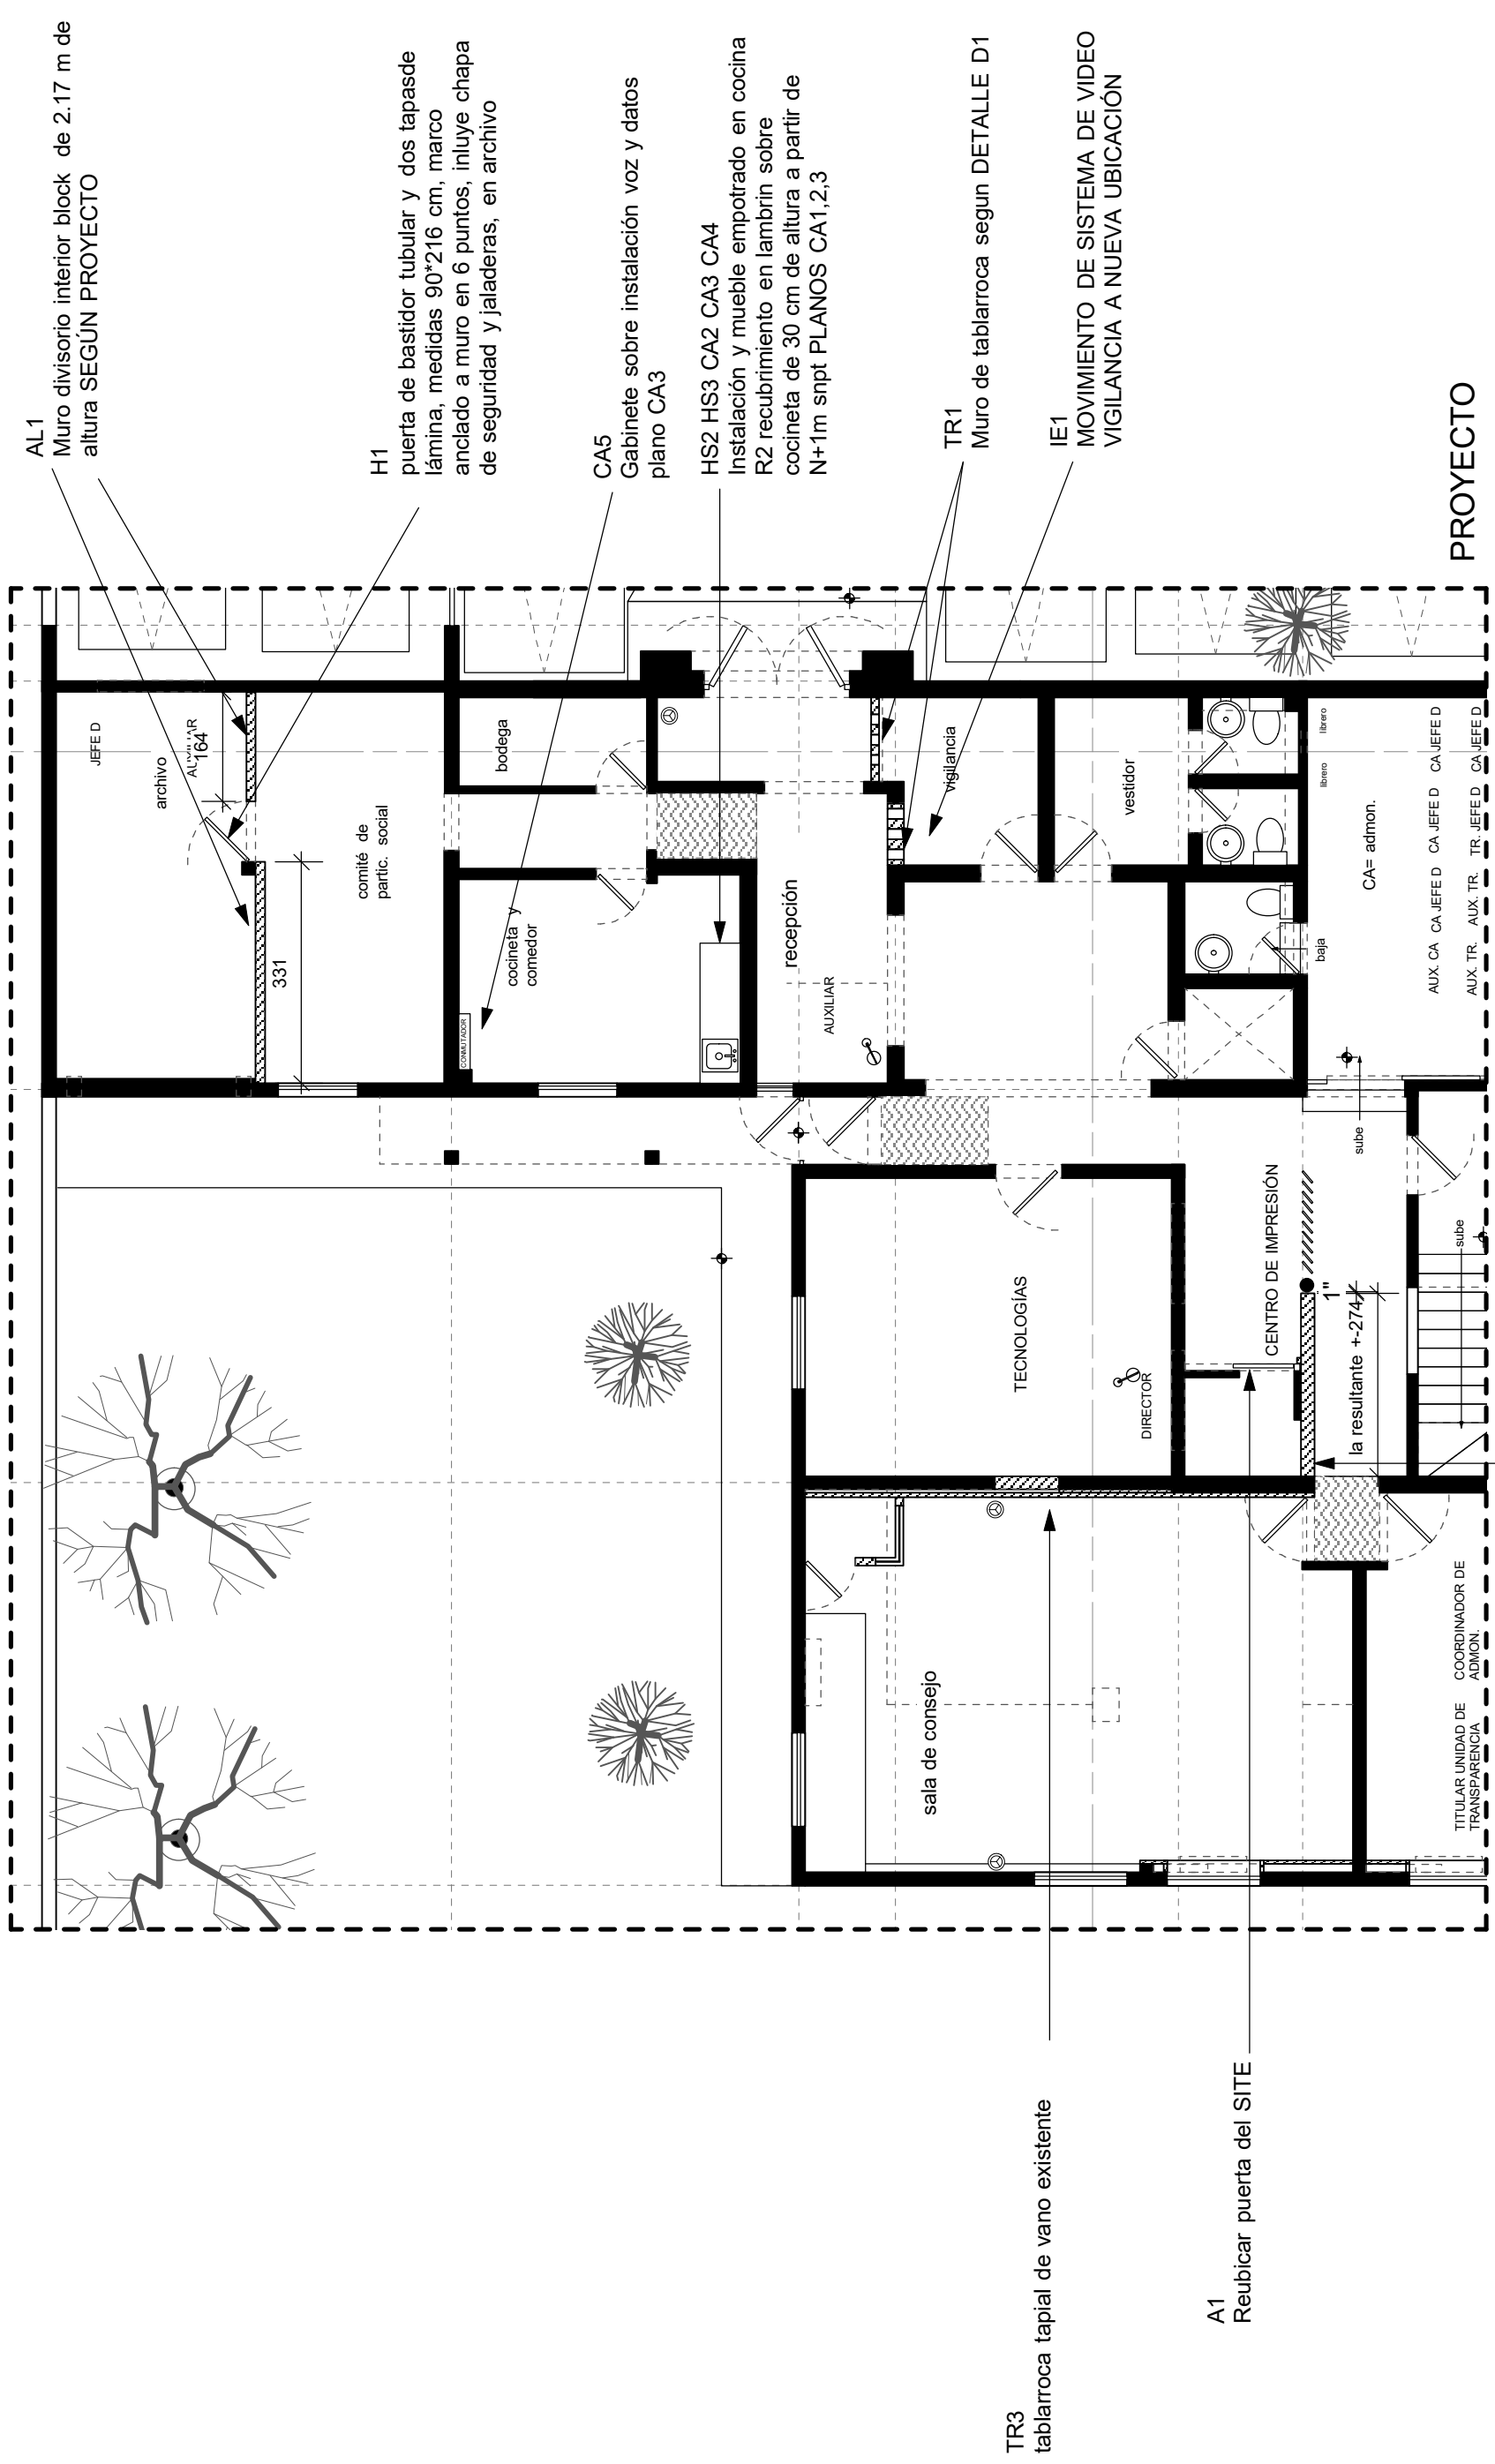 AL1
Muro divisorio interior block de 2.17 m de
altura SEGÚN PROYECTO
H1
puerta de bastidor tubular y dos tapasde
lámina, medidas 90*216 cm, marco
anclado a muro en 6 puntos, inluye chapa
de seguridad y jaladeras, en archivo
CA5
Gabinete sobre instalación voz y datos
plano CA3
HS2 HS3 CA2 CA3 CA4
Instalación y mueble empotrado en cocina
R2 recubrimiento en lambrin sobre
cocineta de 30 cm de altura a partir de
N+1m snpt PLANOS CA1,2,3
TR1
Muro de tablarroca segun DETALLE D1
IE1
MOVIMIENTO DE SISTEMA DE VIDEO
VIGILANCIA A NUEVA UBICACIÓN
PROYECTO
JEFE D
archivo
AUXILIAR
164
comité de
partic. social
331
bodega
cocineta y
comedor
CONMUTADOR
recepción
AUXILIAR
vigilancia
vestidor
baja
librero
librero
CA= admon.
AUX. CA CA JEFE D CA JEFE D CA JEFE D
AUX. TR. AUX. TR. TR. JEFE D CA JEFE D
sube
CENTRO DE IMPRESIÓN
1"
la resultante +-274
sube
TECNOLOGÍAS
DIRECTOR
sala de consejo
TITULAR UNIDAD DE
TRANSPARENCIA
COORDINADOR DE
ADMON.
TR3
tablarroca tapial de vano existente
A1
Reubicar puerta del SITE